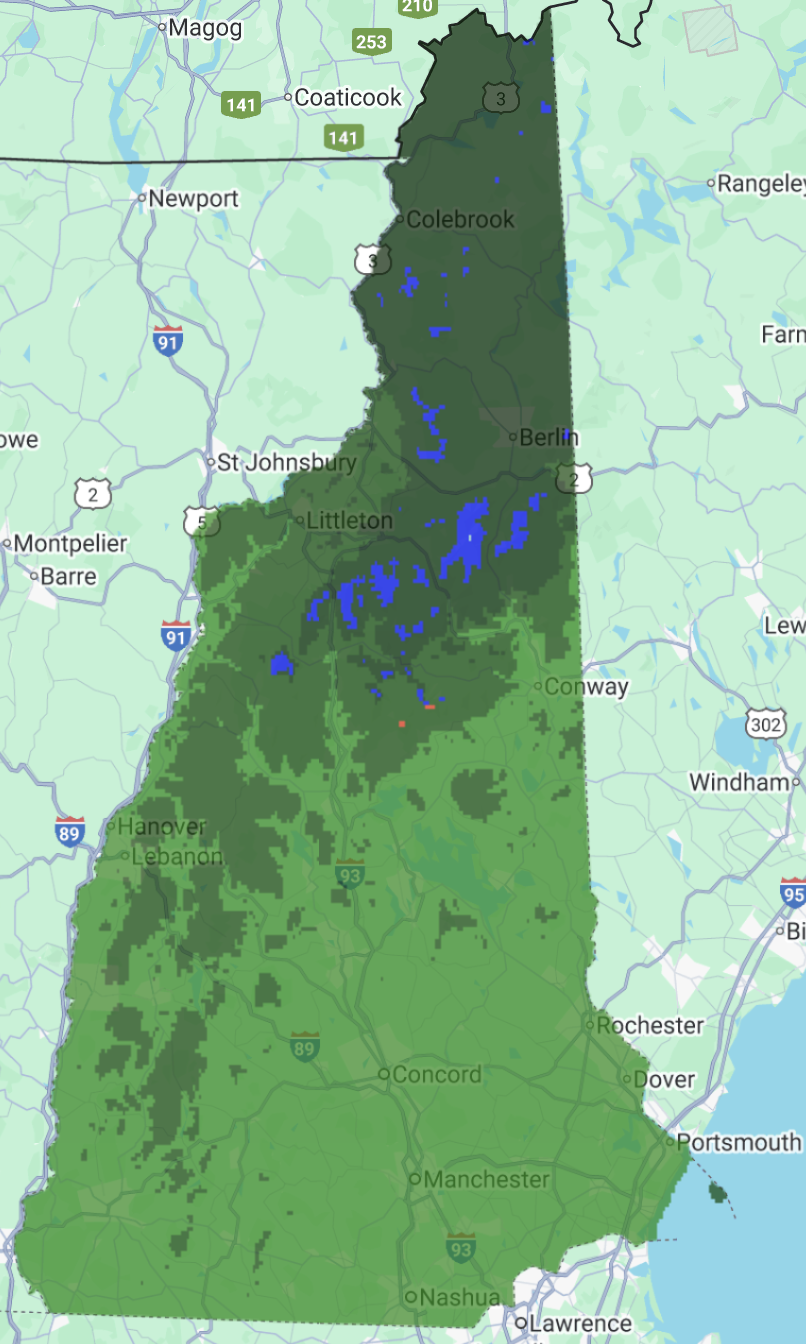 210
Magog
253
141
Coaticook
3
141
Rangeley
Newport
Colebrook
3
91
Farn
owe
Berlin
St Johnsbury
2
2
5
Littleton
Montpelier
Barre
91
Lew
Conway
302
Windham
89
Hanover
Lebanon
93
95
Bi
Rochester
89
Concord
Dover
Portsmouth
Manchester
93
Nashua
Lawrence